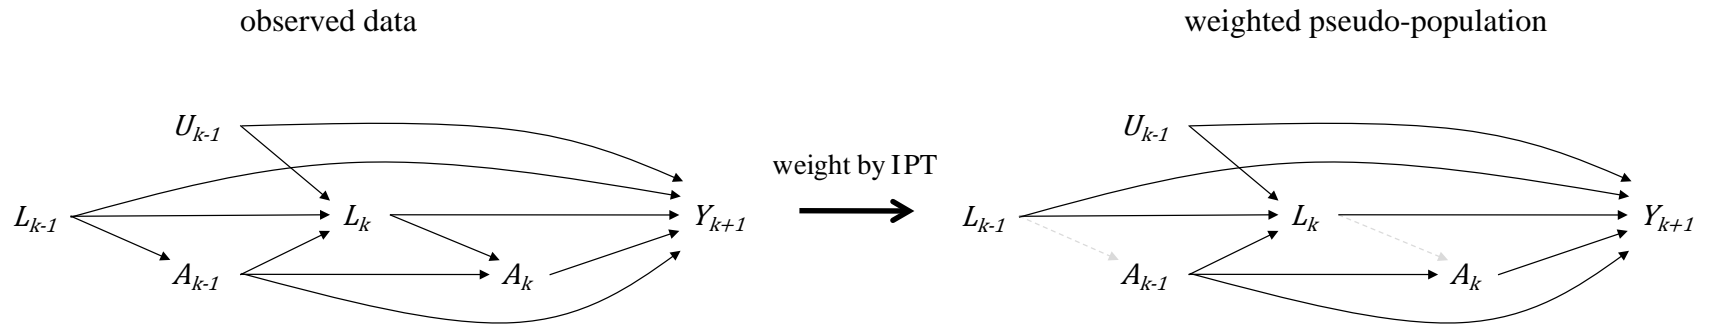 observed data
weighted pseudo-population
U_{k-1}
U_{k-1}
weight by IPT
L_{k-1}
L_k
Y_{k+1}
L_{k-1}
L_k
Y_{k+1}
A_{k-1}
A_k
A_{k-1}
A_k